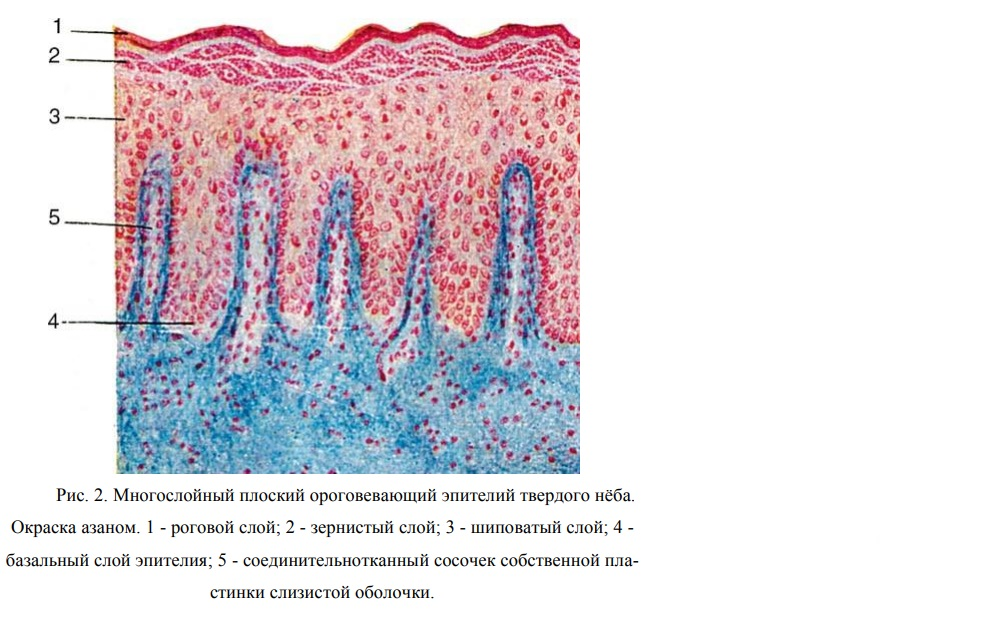 1
2
3
5
4
Рис. 2. Многослойный плоский ороговевающий эпителий твердого нёба.
Окраска азаном. 1 - роговой слой; 2 - зернистый слой; 3 - шиповатый слой; 4 -
базальный слой эпителия; 5 - соединительнотканный сосочек собственной пла-
стинки слизистой оболочки.